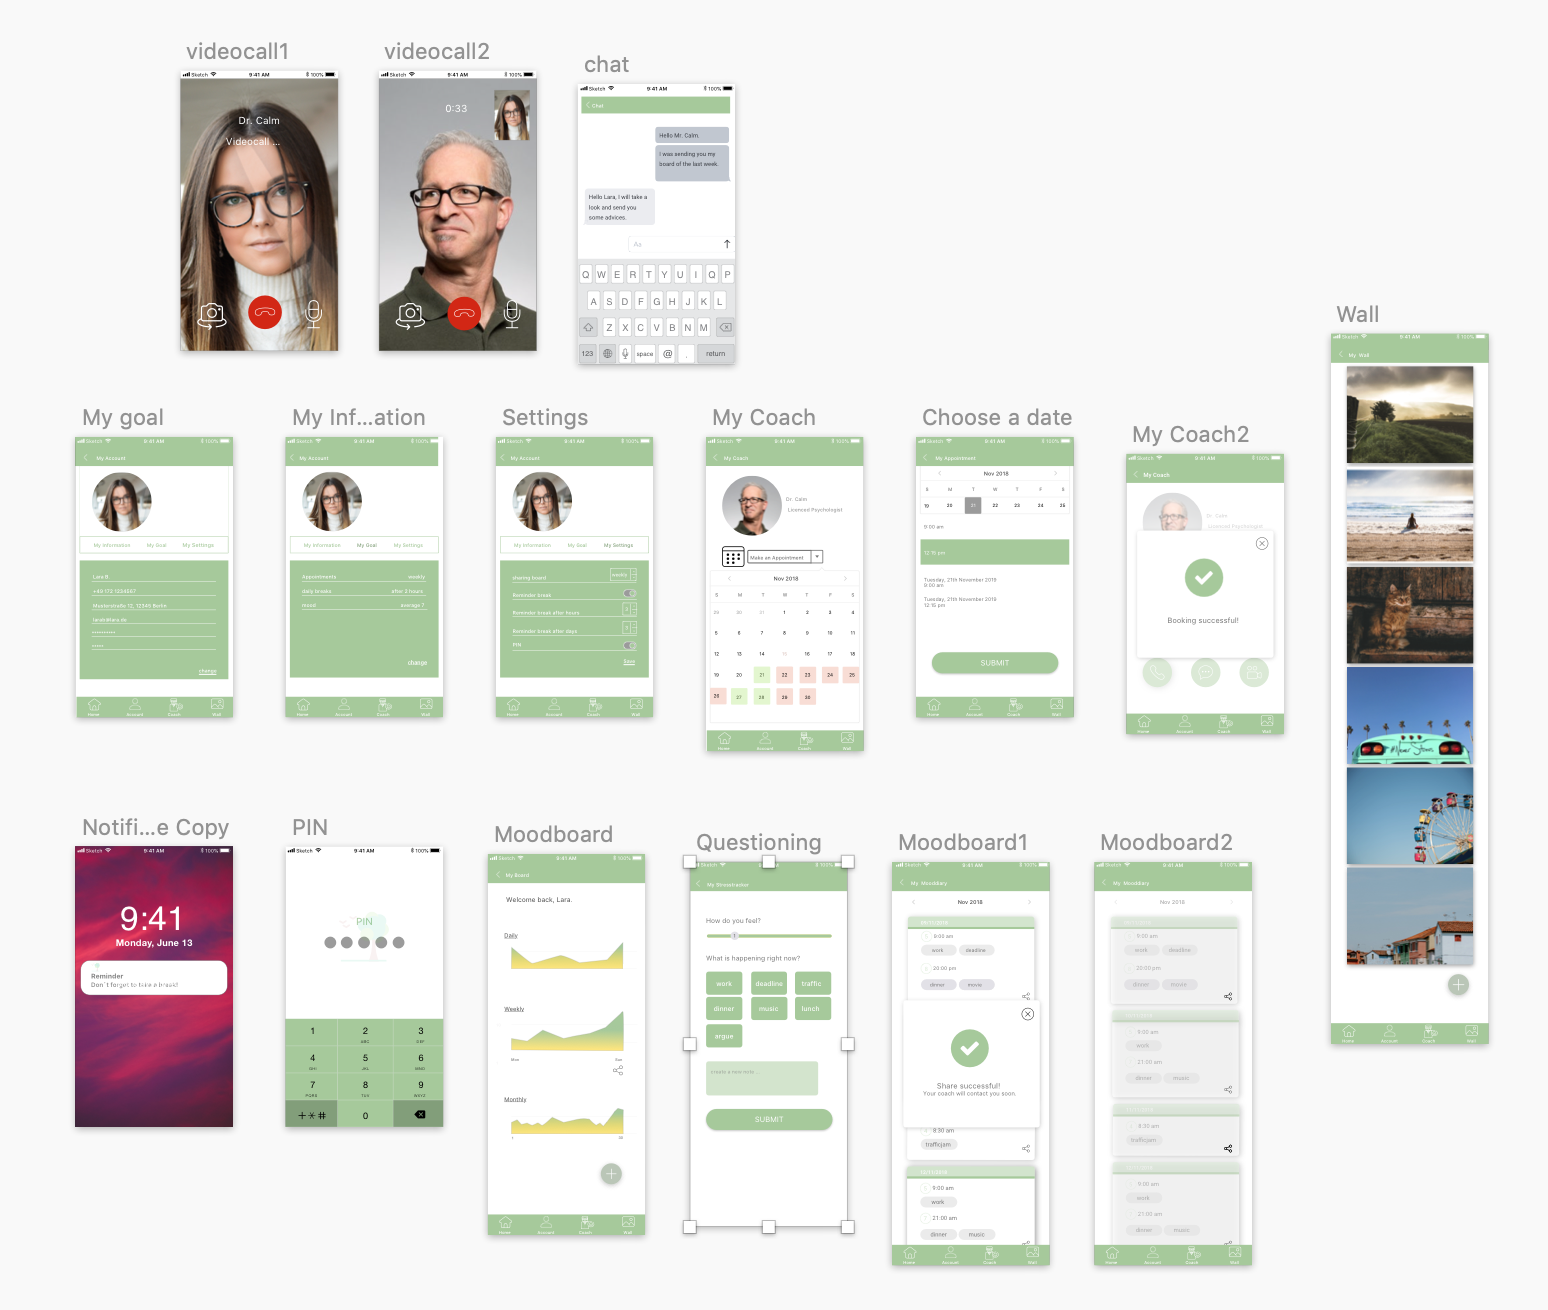 videocall1
Sketch 9:41 AM 100%
Dr. Calm
Videocall ...
videocall2
Sketch 9:41 AM 100%
0:33
chat
Sketch 9:41 AM 100%
Chat
Hello Mr. Calm.
I was sending you my
board of the last week.
Hello Lara, I will take a
look and send you
some advices.
Aa
Q W E R T Y U I Q P
A S D F G H J K L
Z X C V B N M
123 space @ . return
My goal
Sketch 9:41 AM 100%
My Account
My Information My Goal My Settings
Lara B.
+49 172 1234567
Musterstraße 12, 12345 Berlin
larab@lara.de
change
Home Account Coach Wall
My Inf...ation
Sketch 9:41 AM 100%
My Account
My Information My Goal My Settings
Appointments weekly
daily breaks after 2 hours
mood average 7
change
Home Account Coach Wall
Settings
Sketch 9:41 AM 100%
My Account
My Information My Goal My Settings
sharing board weekly
Reminder break
Reminder break after hours
Reminder break after days
PIN
Save
Home Account Coach Wall
My Coach
Sketch 9:41 AM 100%
My Coach
Dr. Calm
Licensed Psychologist
Make an Appointment
Nov 2018
S M T W T F S
29 30 31 1 2 3 4
5 6 7 8 9 10 11
12 13 14 15 16 17 18
19 20 21 22 23 24 25
26 27 28 29 30
Home Account Coach Wall
Choose a date
Sketch 9:41 AM 100%
My Appointment
Nov 2018
S M T W T F S
19 20 21 22 23 24 25
9:00 am
12:15 pm
Tuesday, 21th November 2019
9:00 am
Tuesday, 21th November 2019
12:15 pm
SUBMIT
Home Account Coach Wall
My Coach2
Sketch 9:41 AM 100%
My Coach
Dr. Calm
Licensed Psychologist
Booking successful!
Home Account Coach Wall
Wall
Sketch 9:41 AM 100%
My Wall
Home Account Coach Wall
Notifi...e Copy
Sketch 9:41 AM 100%
9:41
Monday, June 13
Reminder
Don't forget to take a break!
PIN
Sketch 9:41 AM 100%
PIN
1 2 3
ABC DEF
4 5 6
GHI JKL MNO
7 8 9
PQRS TUV WXYZ
+ * # 0
Moodboard
Sketch 9:41 AM 100%
My Board
Welcome back, Lara.
Daily
Weekly
Mon Sun
Monthly
1 30
Home Account Coach Wall
Questioning
Sketch 9:41 AM 100%
My Stresstracker
How do you feel?
What is happening right now?
work deadline traffic
dinner music lunch
argue
create a new note ...
SUBMIT
Moodboard1
Sketch 9:41 AM 100%
My Mooddiary
Nov 2018
9:00 am
work deadline
20:00 pm
dinner movie
Share successful!
Your coach will contact you soon.
8:30 am
trafficjam
9:00 am
work
21:00 am
dinner music
Home Account Coach Wall
Moodboard2
Sketch 9:41 AM 100%
My Mooddiary
Nov 2018
9:00 am
work deadline
20:00 pm
dinner movie
9:00 am
work
21:00 am
dinner music
8:30 am
trafficjam
9:00 am
work
21:00 am
dinner music
Home Account Coach Wall